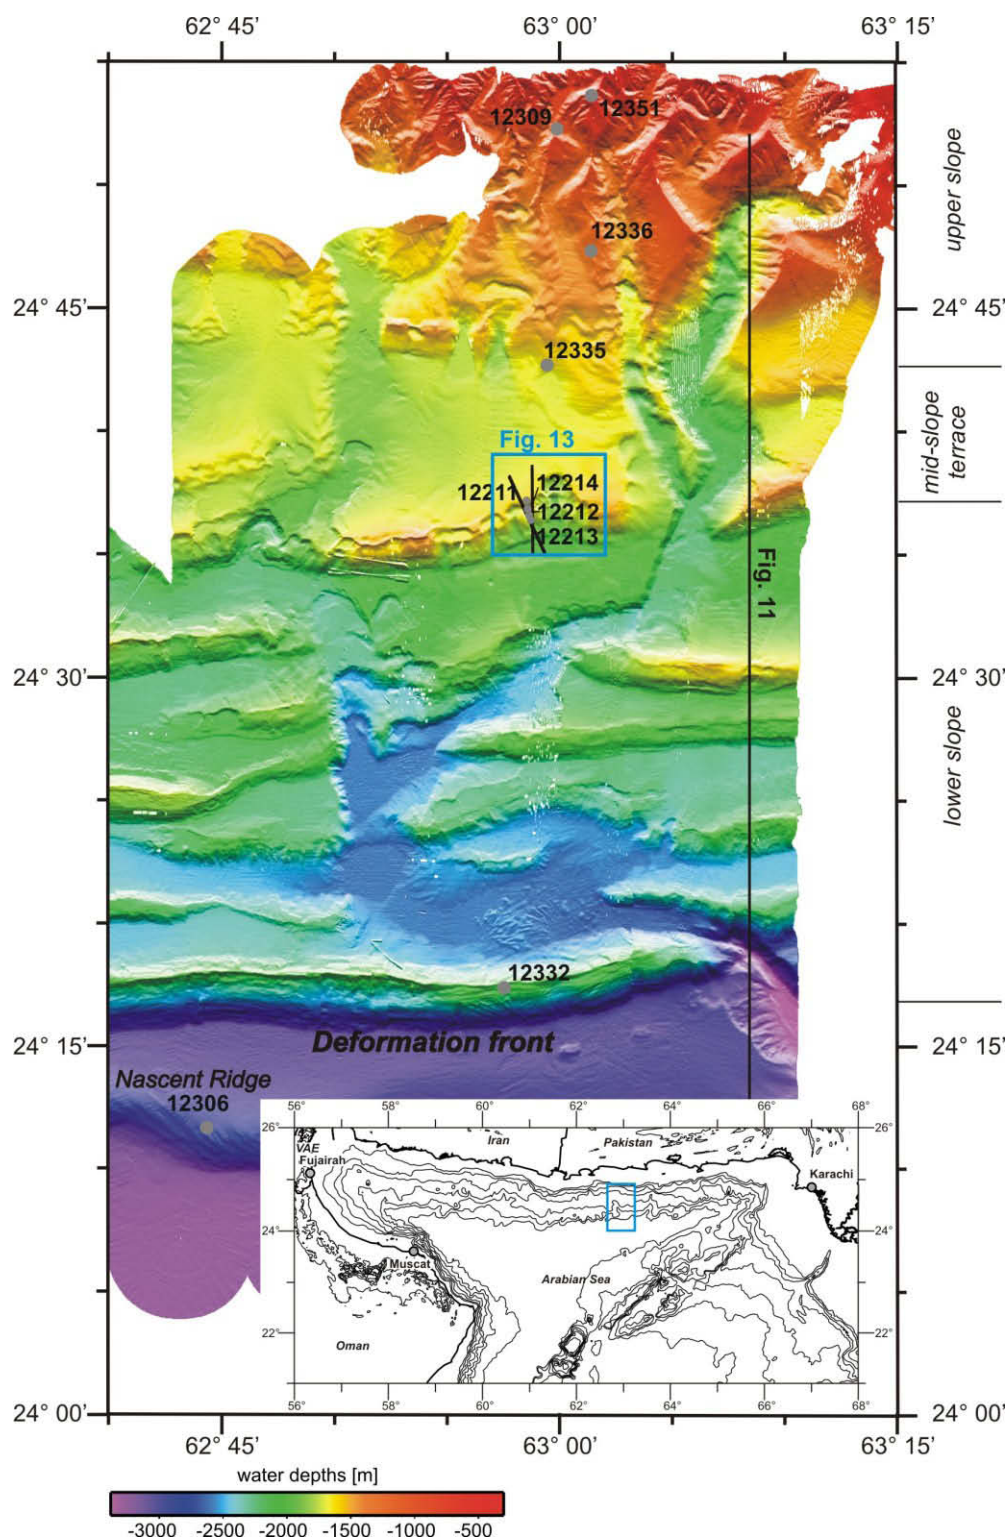 62° 45'
63° 00'
63° 15'
12351
12309
upper slope
12336
24° 45'
24° 45'
12335
mid-slope
terrace
Fig. 13
12214
12211
12212
12213
Fig. 11
24° 30'
24° 30'
lower slope
12332
Deformation front
24° 15'
24° 15'
Nascent Ridge
12306
56°
58°
60°
62°
64°
66°
68°
26°
26°
Iran
Pakistan
VAE
Fujairah
Karachi
24°
24°
Muscat
Arabian Sea
22°
22°
Oman
56°
58°
60°
62°
64°
66°
68°
24° 00'
24° 00'
62° 45'
63° 00'
63° 15'
water depths [m]
-3000 -2500 -2000 -1500 -1000 -500